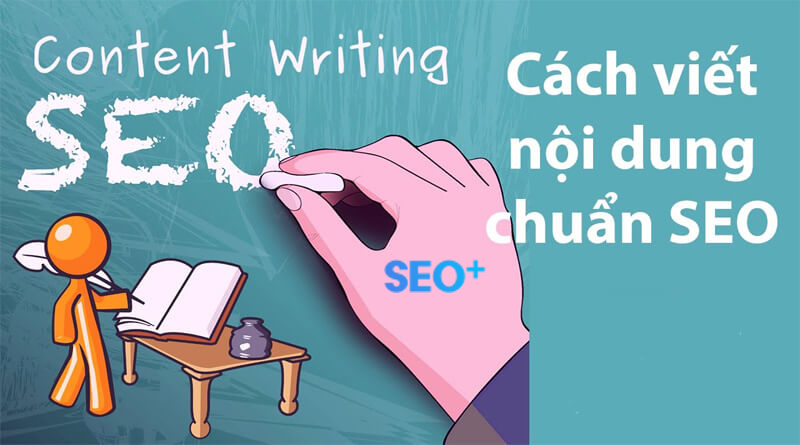 Content Writing
SEO
SEO+
Cách viết
nội dung
chuẩn SEO